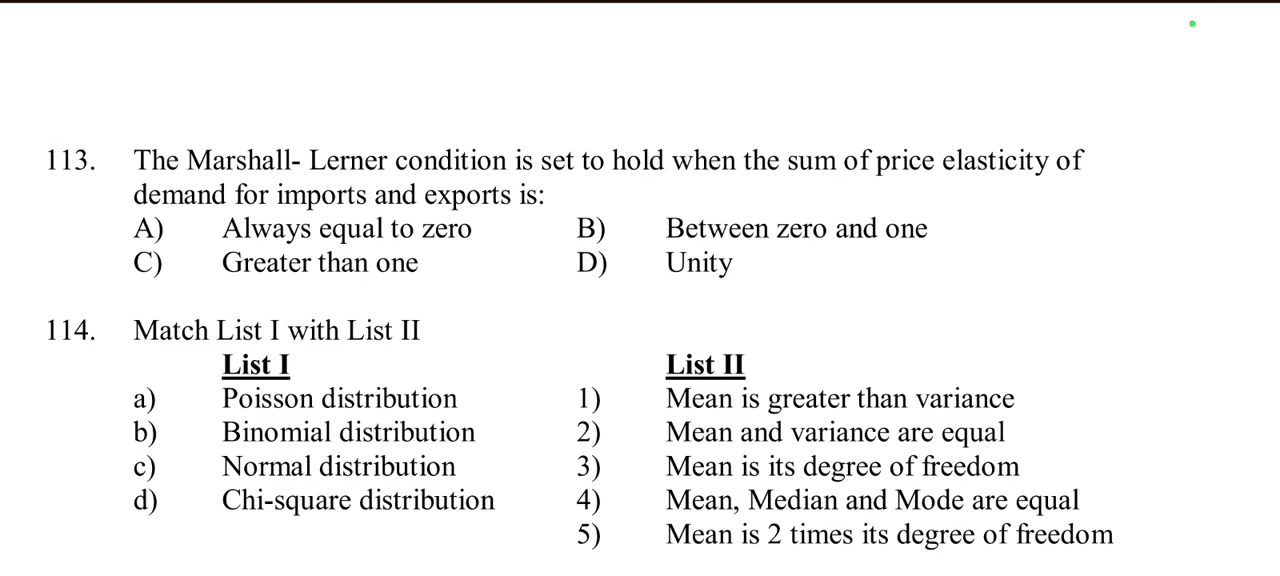 113. The Marshall- Lerner condition is set to hold when the sum of price elasticity of
demand for imports and exports is:
A) Always equal to zero B) Between zero and one
C) Greater than one D) Unity
114. Match List I with List II
List I List II
a) Poisson distribution 1) Mean is greater than variance
b) Binomial distribution 2) Mean and variance are equal
c) Normal distribution 3) Mean is its degree of freedom
d) Chi-square distribution 4) Mean, Median and Mode are equal
5) Mean is 2 times its degree of freedom